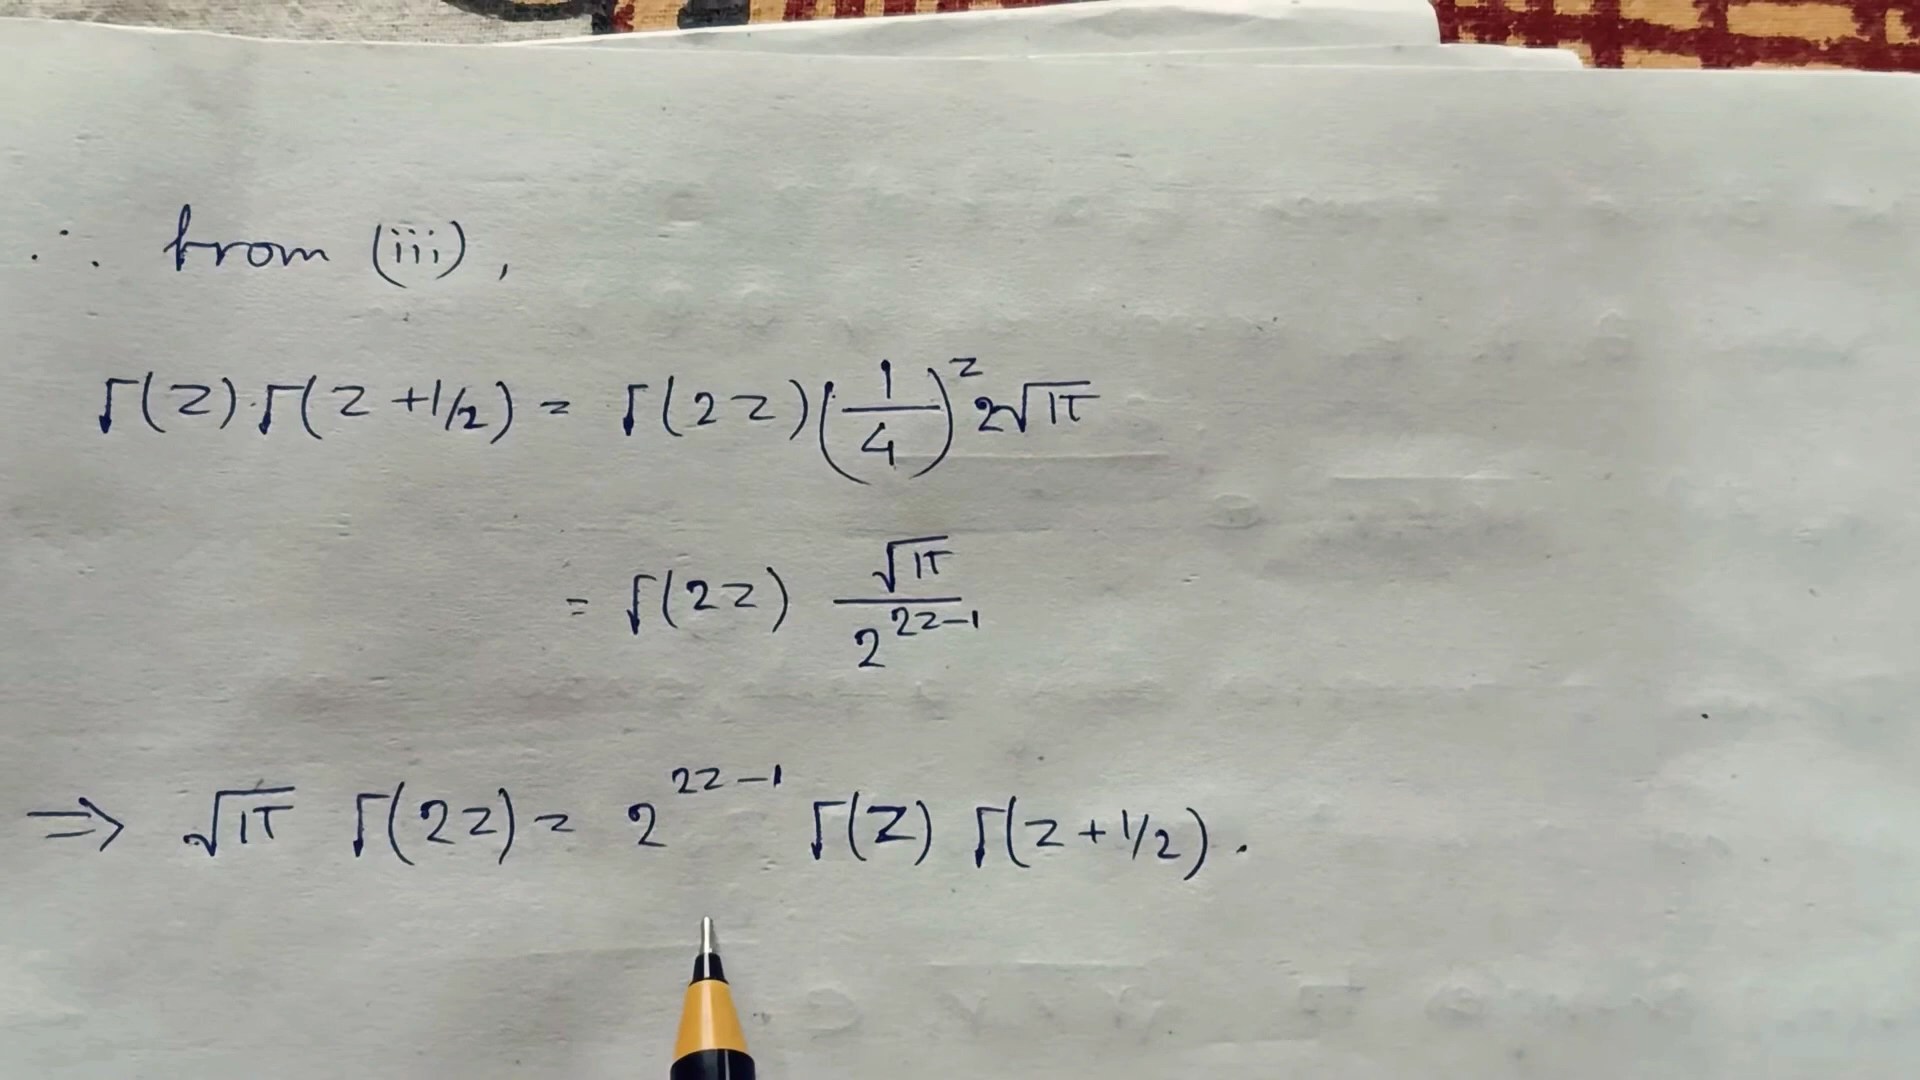 ∴ from (iii),
Γ(z).Γ(z+1/2) = Γ(2z)(1/4)^z 2√π
= Γ(2z) √π/2^(2z-1)
⇒ √π Γ(2z) = 2^(2z-1) Γ(z) Γ(z+1/2).